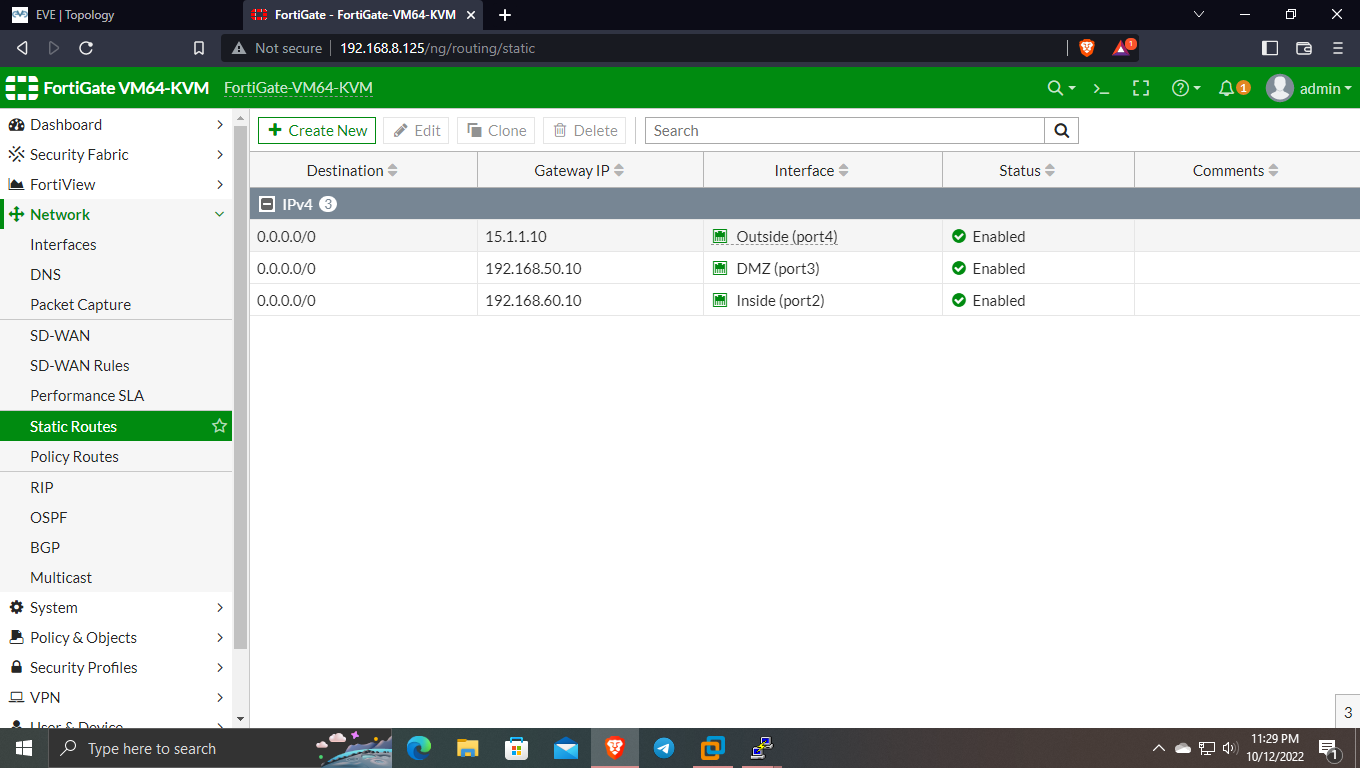 EVE | Topology
FortiGate - FortiGate-VM64-KVM
Not secure
192.168.8.125/ng/routing/static
1
FortiGate VM64-KVM
FortiGate-VM64-KVM
1
admin
Dashboard
Security Fabric
FortiView
Network
Interfaces
DNS
Packet Capture
SD-WAN
SD-WAN Rules
Performance SLA
Static Routes
Policy Routes
RIP
OSPF
BGP
Multicast
System
Policy & Objects
Security Profiles
VPN
User & Device
Create New Edit Clone Delete Search
Destination Gateway IP Interface Status Comments
IPv4 3
0.0.0.0/0 15.1.1.10 Outside (port4) Enabled
0.0.0.0/0 192.168.50.10 DMZ (port3) Enabled
0.0.0.0/0 192.168.60.10 Inside (port2) Enabled
3
Type here to search
11:29 PM
10/12/2022
1